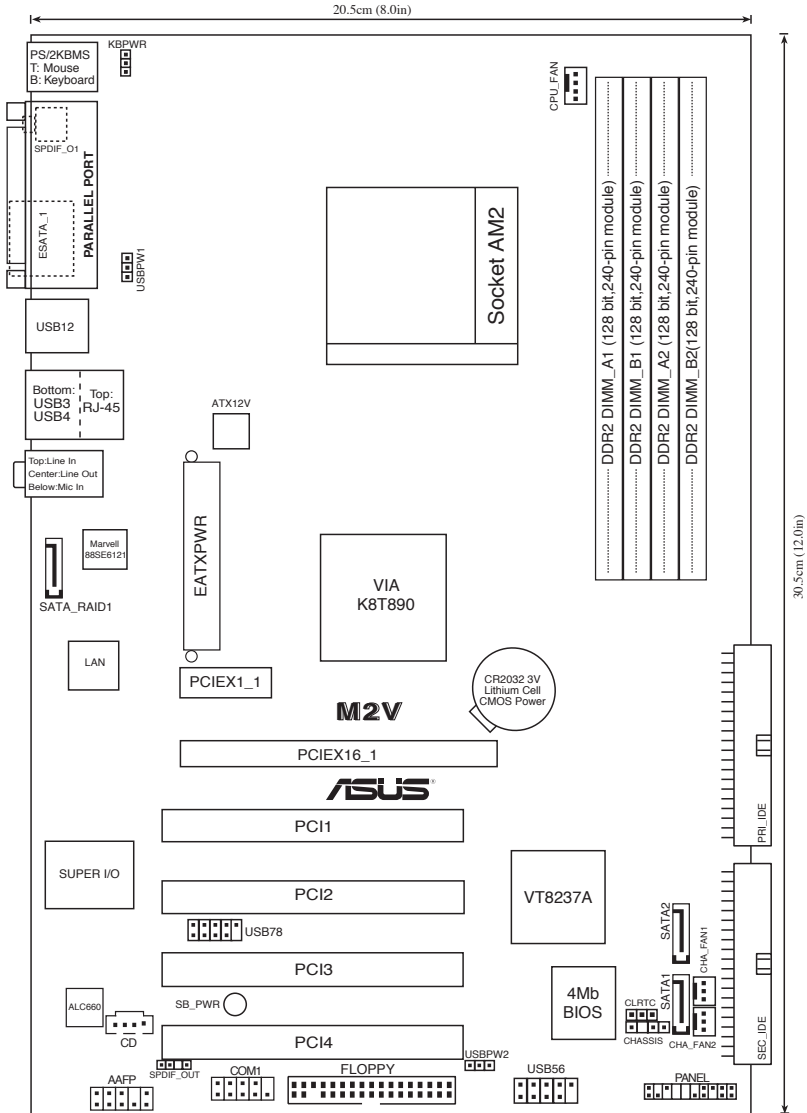 20.5cm (8.0in)
PS/2KBMS
T: Mouse
B: Keyboard
KBPWR
CPU_FAN
SPDIF_O1
PARALLEL PORT
ESATA_1
USBPW1
Socket AM2
DDR2 DIMM_A1 (128 bit,240-pin module)
DDR2 DIMM_B1 (128 bit,240-pin module)
DDR2 DIMM_A2 (128 bit,240-pin module)
DDR2 DIMM_B2(128 bit,240-pin module)
30.5cm (12.0in)
USB12
Bottom:
USB3
USB4
Top:
RJ-45
ATX12V
Top:Line In
Center:Line Out
Below:Mic In
EATXPWR
Marvell
88SE6121
SATA_RAID1
VIA
K8T890
LAN
PCIEX1_1
CR2032 3V
Lithium Cell
CMOS Power
M2V
PCIEX16_1
ASUS®
PCI1
PRI_IDE
SUPER I/O
PCI2
VT8237A
USB78
SATA2
CHA_FAN1
PCI3
ALC660
SB_PWR
4Mb
BIOS
CLRTC
SATA1
CD
CHASSIS
CHA_FAN2
PCI4
SEC_IDE
SPDIF_OUT
AAFP
COM1
FLOPPY
USBPW2
USB56
PANEL